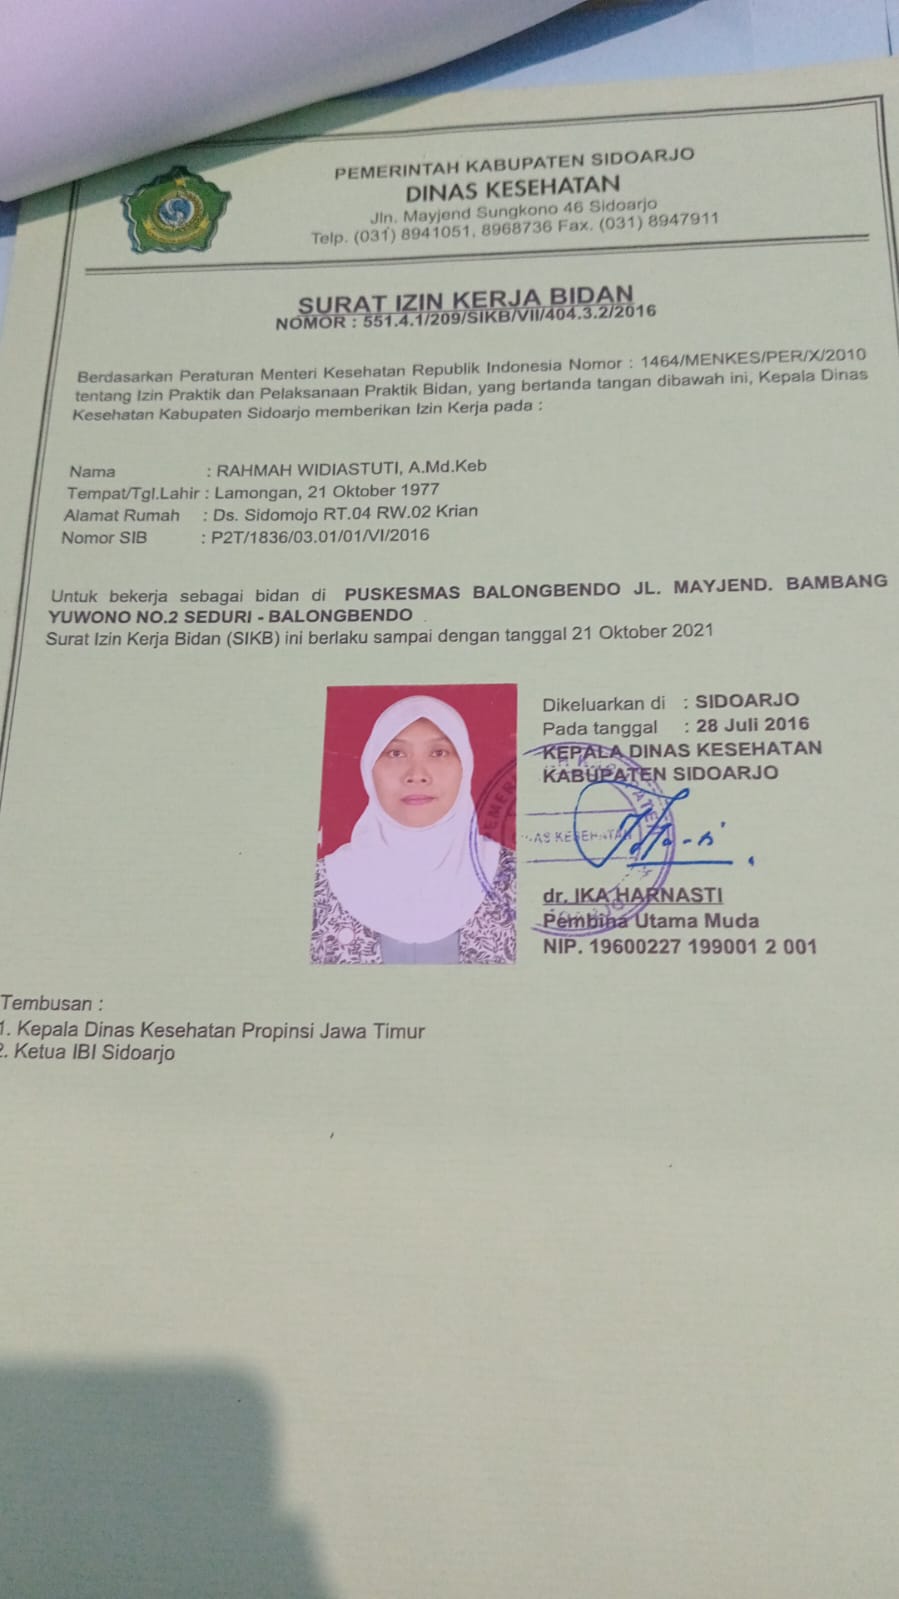 PEMERINTAH KABUPATEN SIDOARJO
DINAS KESEHATAN
Jln. Mayjend Sungkono 46 Sidoarjo
Telp. (031) 8941051, 8968736 Fax. (031) 8947911
SURAT IZIN KERJA BIDAN
NOMOR : 551.4.1/209/SIKB/VII/404.3.2/2016
Berdasarkan Peraturan Menteri Kesehatan Republik Indonesia Nomor : 1464/MENKES/PER/X/2010
tentang Izin Praktik dan Pelaksanaan Praktik Bidan, yang bertanda tangan dibawah ini, Kepala Dinas
Kesehatan Kabupaten Sidoarjo memberikan Izin Kerja pada :
Nama : RAHMAH WIDIASTUTI, A.Md.Keb
Tempat/Tgl.Lahir : Lamongan, 21 Oktober 1977
Alamat Rumah : Ds. Sidomojo RT.04 RW.02 Krian
Nomor SIB : P2T/1836/03.01/01/VI/2016
Untuk bekerja sebagai bidan di PUSKESMAS BALONGBENDO JL. MAYJEND. BAMBANG
YUWONO NO.2 SEDURI - BALONGBENDO
Surat Izin Kerja Bidan (SIKB) ini berlaku sampai dengan tanggal 21 Oktober 2021
Dikeluarkan di : SIDOARJO
Pada tanggal : 28 Juli 2016
KEPALA DINAS KESEHATAN
KABUPATEN SIDOARJO
dr. IKA HARNASTI
Pembina Utama Muda
NIP. 19600227 199001 2 001
Tembusan :
1. Kepala Dinas Kesehatan Propinsi Jawa Timur
2. Ketua IBI Sidoarjo